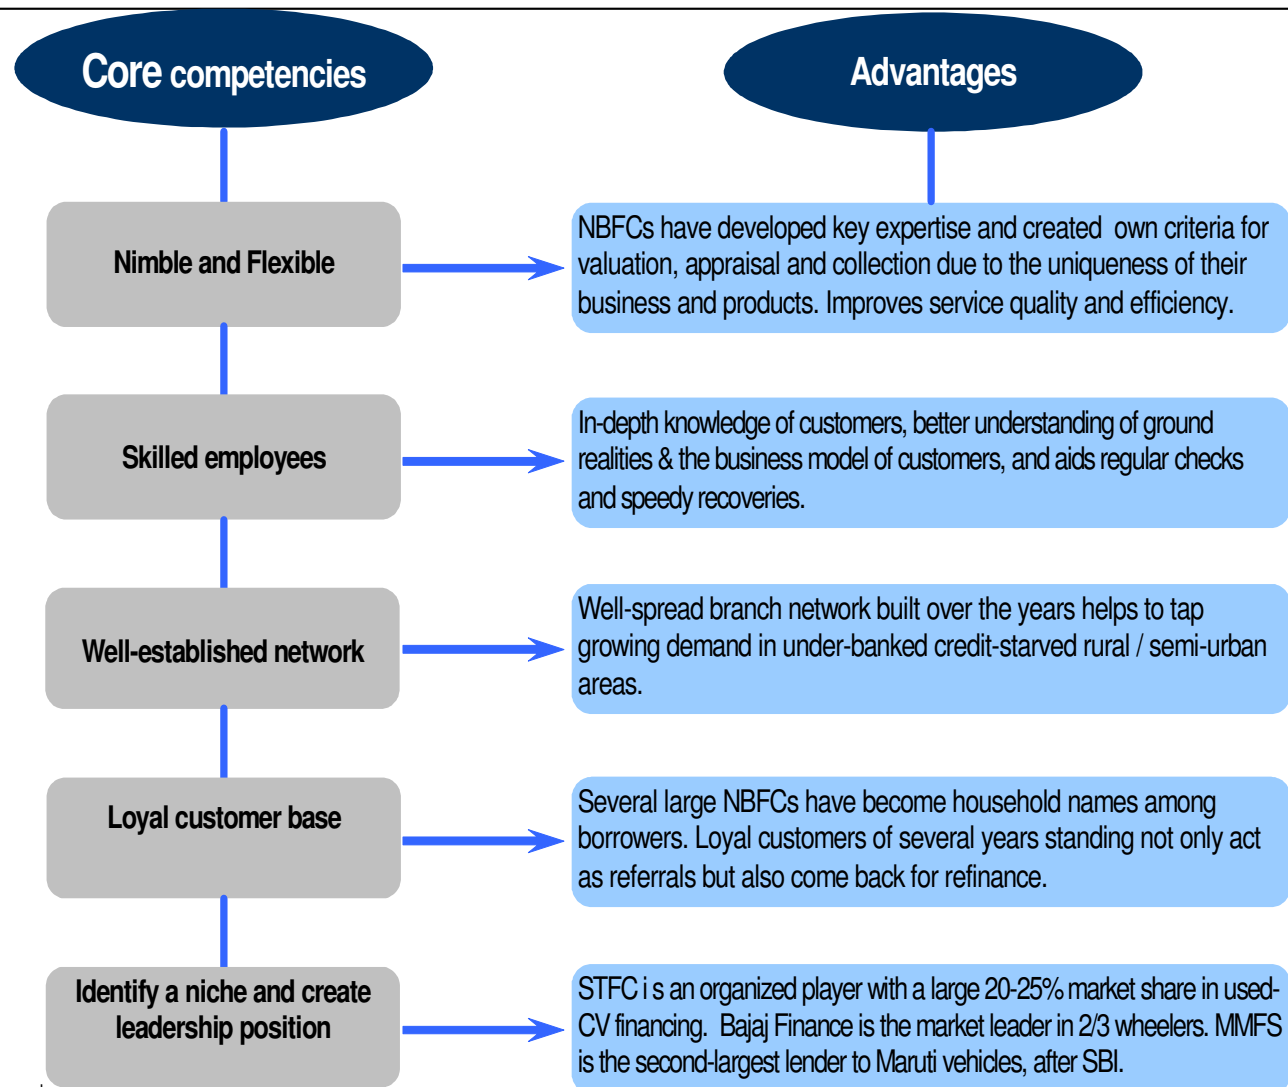 Core competencies
Advantages
Nimble and Flexible
NBFCs have developed key expertise and created own criteria for
valuation, appraisal and collection due to the uniqueness of their
business and products. Improves service quality and efficiency.
Skilled employees
In-depth knowledge of customers, better understanding of ground
realities & the business model of customers, and aids regular checks
and speedy recoveries.
Well-established network
Well-spread branch network built over the years helps to tap
growing demand in under-banked credit-starved rural / semi-urban
areas.
Loyal customer base
Several large NBFCs have become household names among
borrowers. Loyal customers of several years standing not only act
as referrals but also come back for refinance.
Identify a niche and create
leadership position
STFC i s an organized player with a large 20-25% market share in used-
CV financing. Bajaj Finance is the market leader in 2/3 wheelers. MMFS
is the second-largest lender to Maruti vehicles, after SBI.